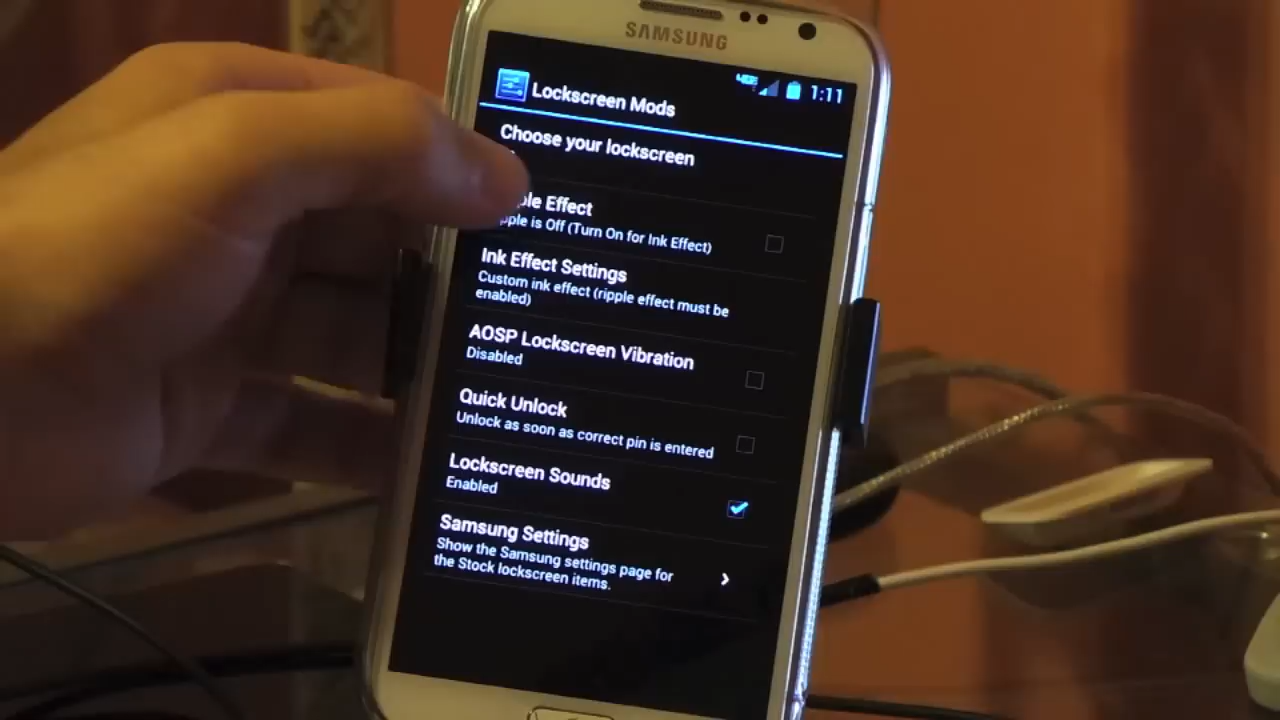 SAMSUNG
1:11
Lockscreen Mods
Choose your lockscreen
ple Effect
pple is Off (Turn On for Ink Effect)
Ink Effect Settings
Custom ink effect (ripple effect must be
enabled)
AOSP Lockscreen Vibration
Disabled
Quick Unlock
Unlock as soon as correct pin is entered
Lockscreen Sounds
Enabled
Samsung Settings
Show the Samsung settings page for
the Stock lockscreen items.